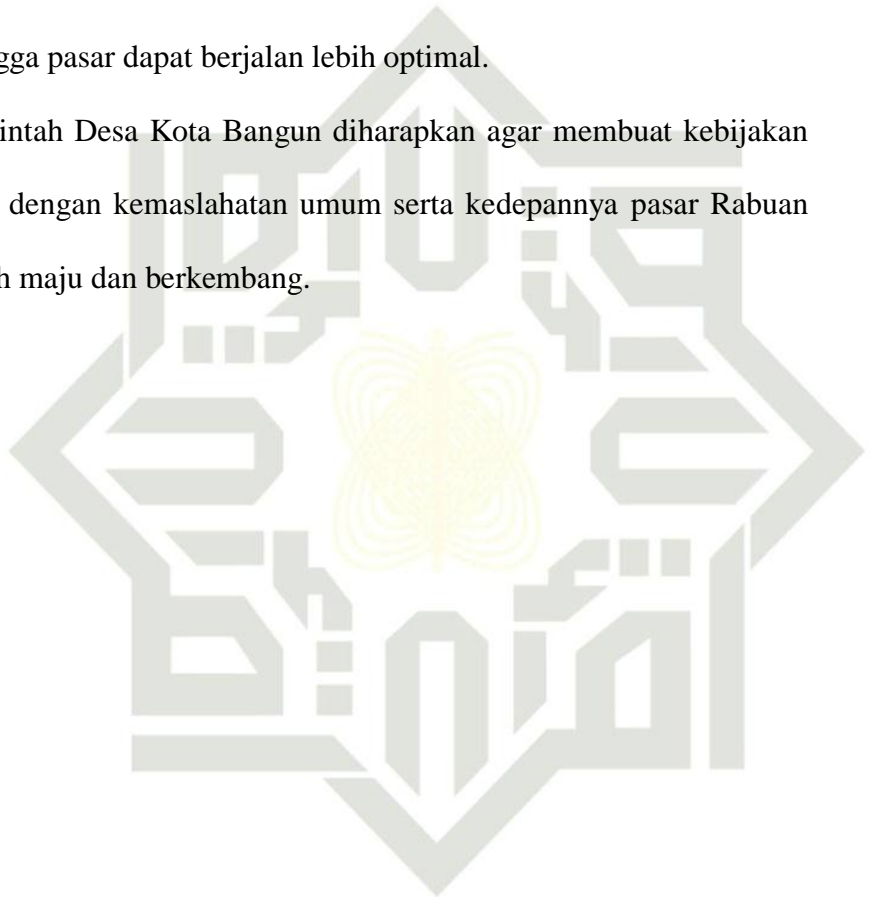 gga pasar dapat berjalan lebih optimal.
intah Desa Kota Bangun diharapkan agar membuat kebijakan
dengan kemaslahatan umum serta kedepannya pasar Rabuan
h maju dan berkembang.